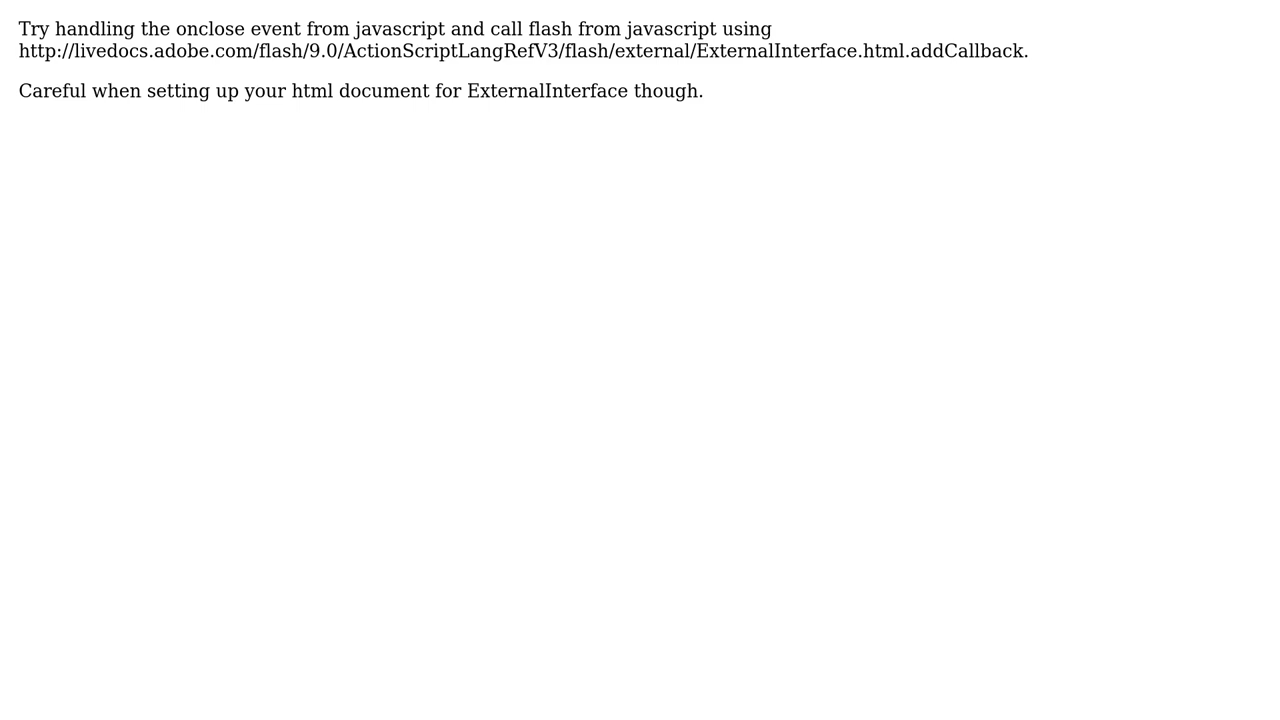 Try handling the onclose event from javascript and call flash from javascript using
http://livedocs.adobe.com/flash/9.0/ActionScriptLangRefV3/flash/external/ExternalInterface.html.addCallback.
Careful when setting up your html document for ExternalInterface though.